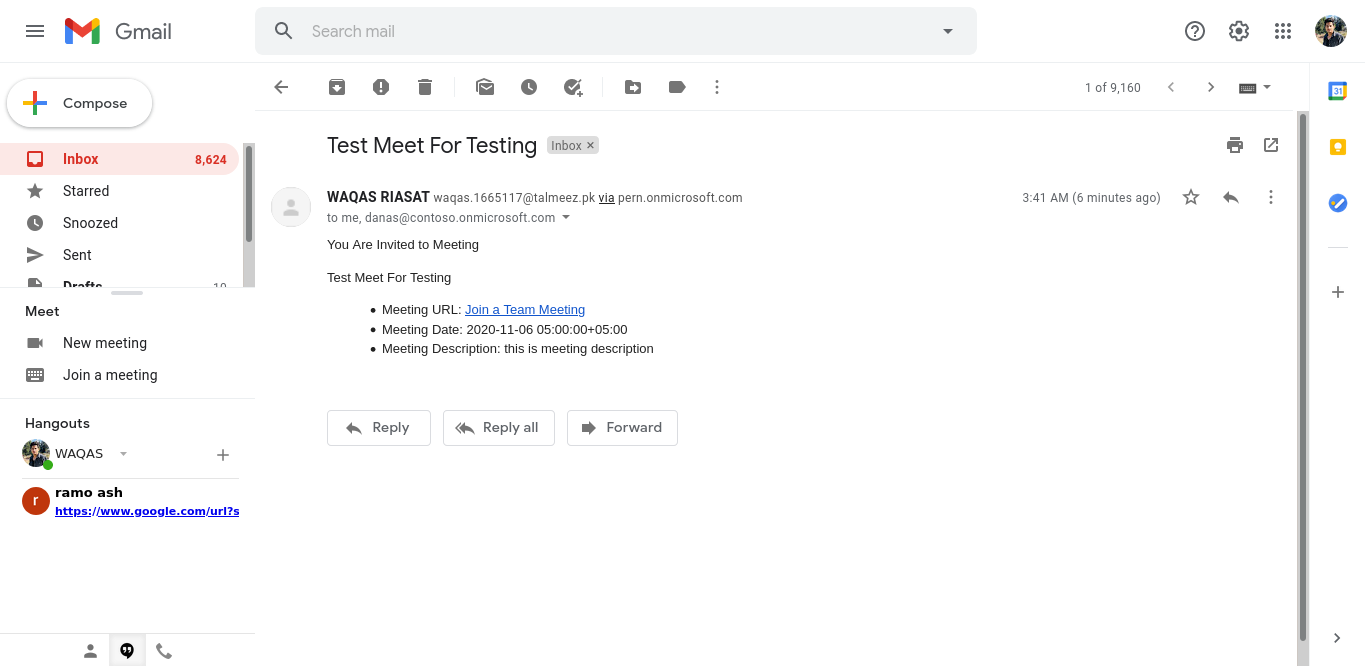 Gmail
Search mail
Compose
1 of 9,160
31
Inbox 8,624
Starred
Snoozed
Sent
Drafts 10
Meet
New meeting
Join a meeting
Hangouts
WAQAS
r
ramo ash
https://www.google.com/url?s
Test Meet For Testing Inbox ×
WAQAS RIASAT waqas.1665117@talmeez.pk via pern.onmicrosoft.com 3:41 AM (6 minutes ago)
to me, danas@contoso.onmicrosoft.com
You Are Invited to Meeting
Test Meet For Testing
• Meeting URL: Join a Team Meeting
• Meeting Date: 2020-11-06 05:00:00+05:00
• Meeting Description: this is meeting description
Reply Reply all Forward